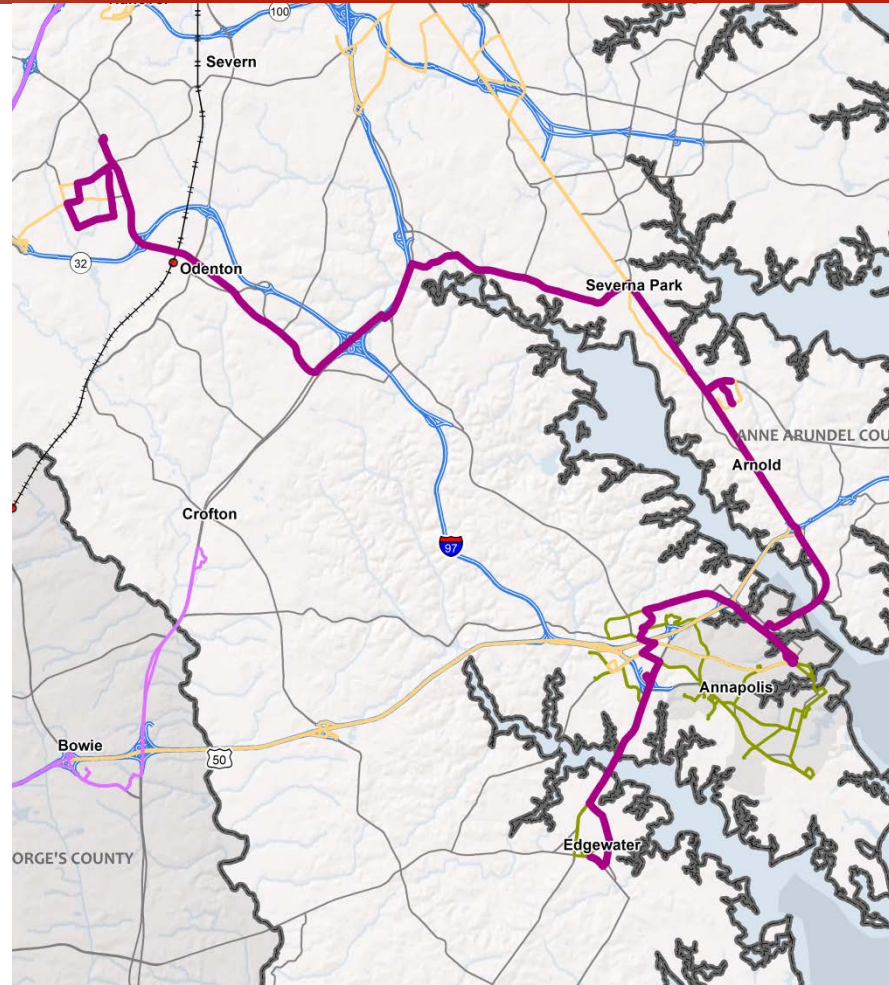 100
Severn
32
Odenton
Severna Park
ANNE ARUNDEL COU
Arnold
Crofton
97
Annapolis
Bowie
50
Edgewater
ORGE'S COUNTY